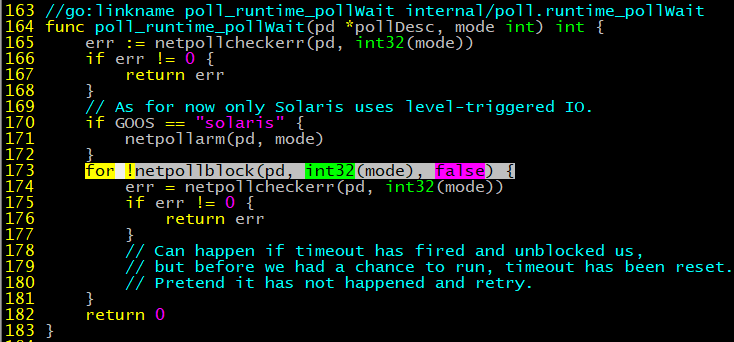 163 //go:linkname poll_runtime_pollWait internal/poll.runtime_pollWait
164 func poll_runtime_pollWait(pd *pollDesc, mode int) int {
165     err := netpollcheckerr(pd, int32(mode))
166     if err != 0 {
167         return err
168     }
169     // As for now only Solaris uses level-triggered IO.
170     if GOOS == "solaris" {
171         netpollarm(pd, mode)
172     }
173     for !netpollblock(pd, int32(mode), false) {
174         err = netpollcheckerr(pd, int32(mode))
175         if err != 0 {
176             return err
177         }
178         // Can happen if timeout has fired and unblocked us,
179         // but before we had a chance to run, timeout has been reset.
180         // Pretend it has not happened and retry.
181     }
182     return 0
183 }